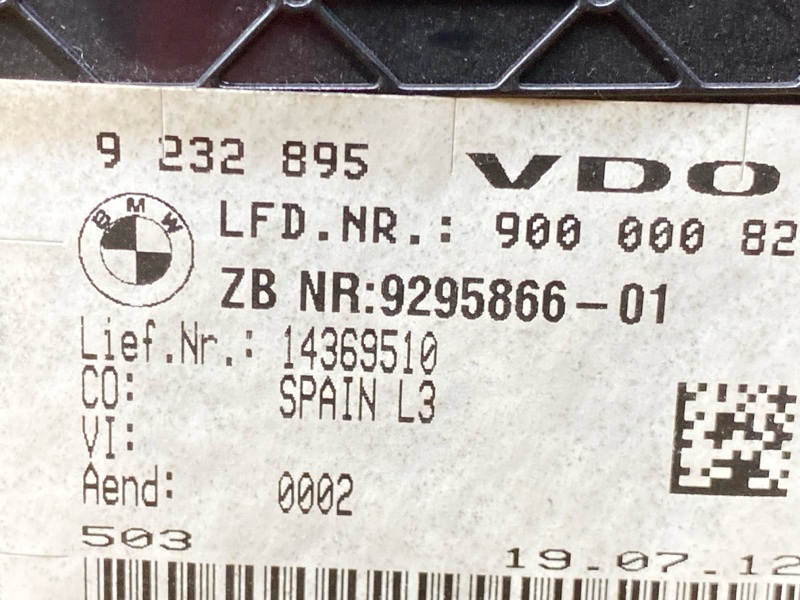 9 232 895
VDO
BMW
LFD.NR.: 900 000 82
ZB NR:9295866-01
Lief.Nr.: 14369510
CO: SPAIN L3
VI:
Aend: 0002
503
19.07.12